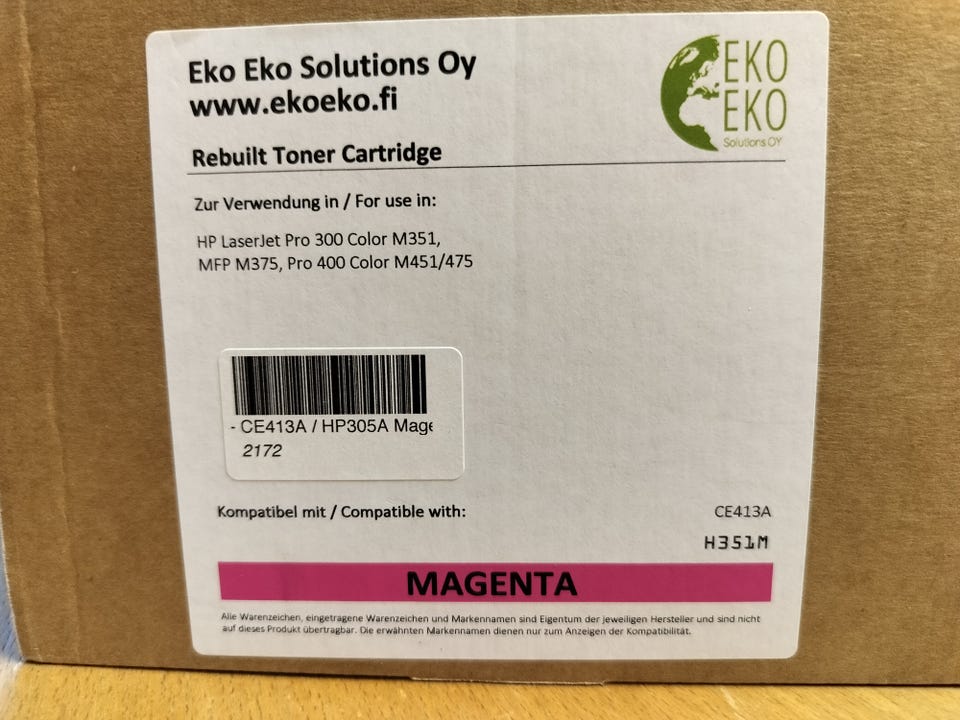 Eko Eko Solutions Oy
www.ekoeko.fi
EKO
EKO
Solutions OY
Rebuilt Toner Cartridge
Zur Verwendung in / For use in:
HP LaserJet Pro 300 Color M351,
MFP M375, Pro 400 Color M451/475
- CE413A / HP305A Mage
2172
Kompatibel mit / Compatible with:
CE413A
H351M
MAGENTA
Alle Warenzeichen, eingetragene Warenzeichen und Markennamen sind Eigentum der jeweiligen Hersteller und sind nicht
auf dieses Produkt übertragbar. Die erwähnten Markennamen dienen nur zum Anzeigen der Kompatibilität.